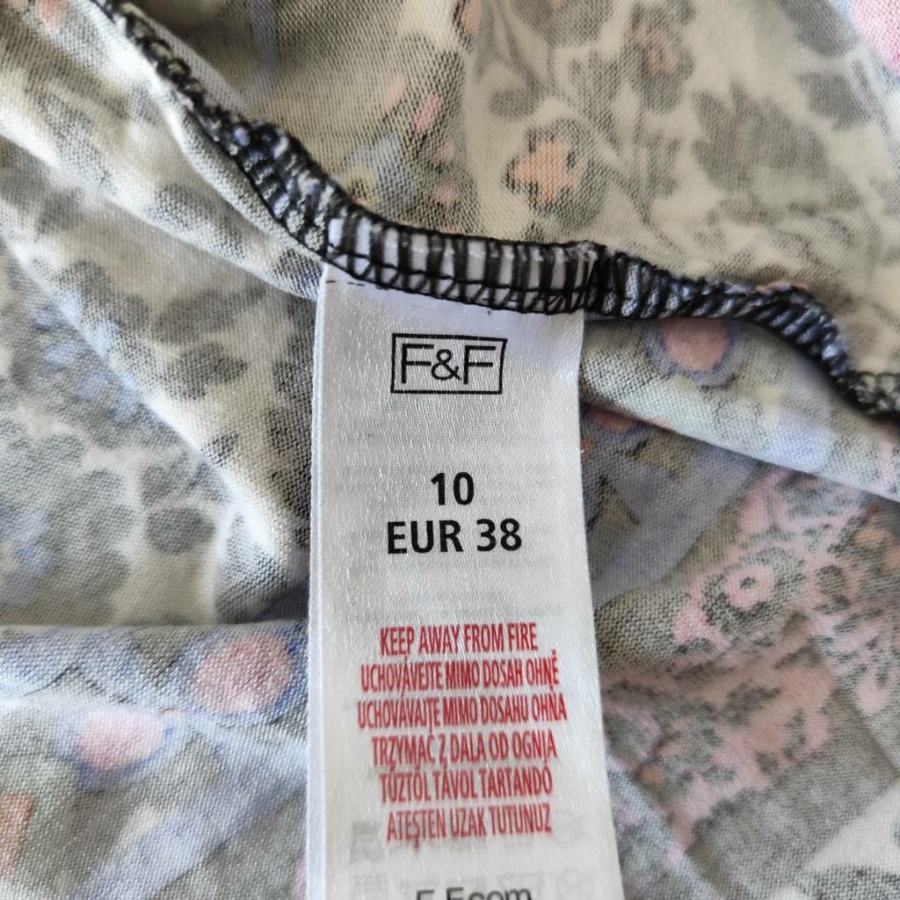 F&F
10
EUR 38
KEEP AWAY FROM FIRE
UCHOVÁVEJTE MIMO DOSAH OHNĚ
UCHOVÁVAJTE MIMO DOSAHU OHŇA
TRZYMAĆ Z DALA OD OGNIA
TŰZTŐL TÁVOL TARTANDÓ
ATEŞTEN UZAK TUTUNUZ